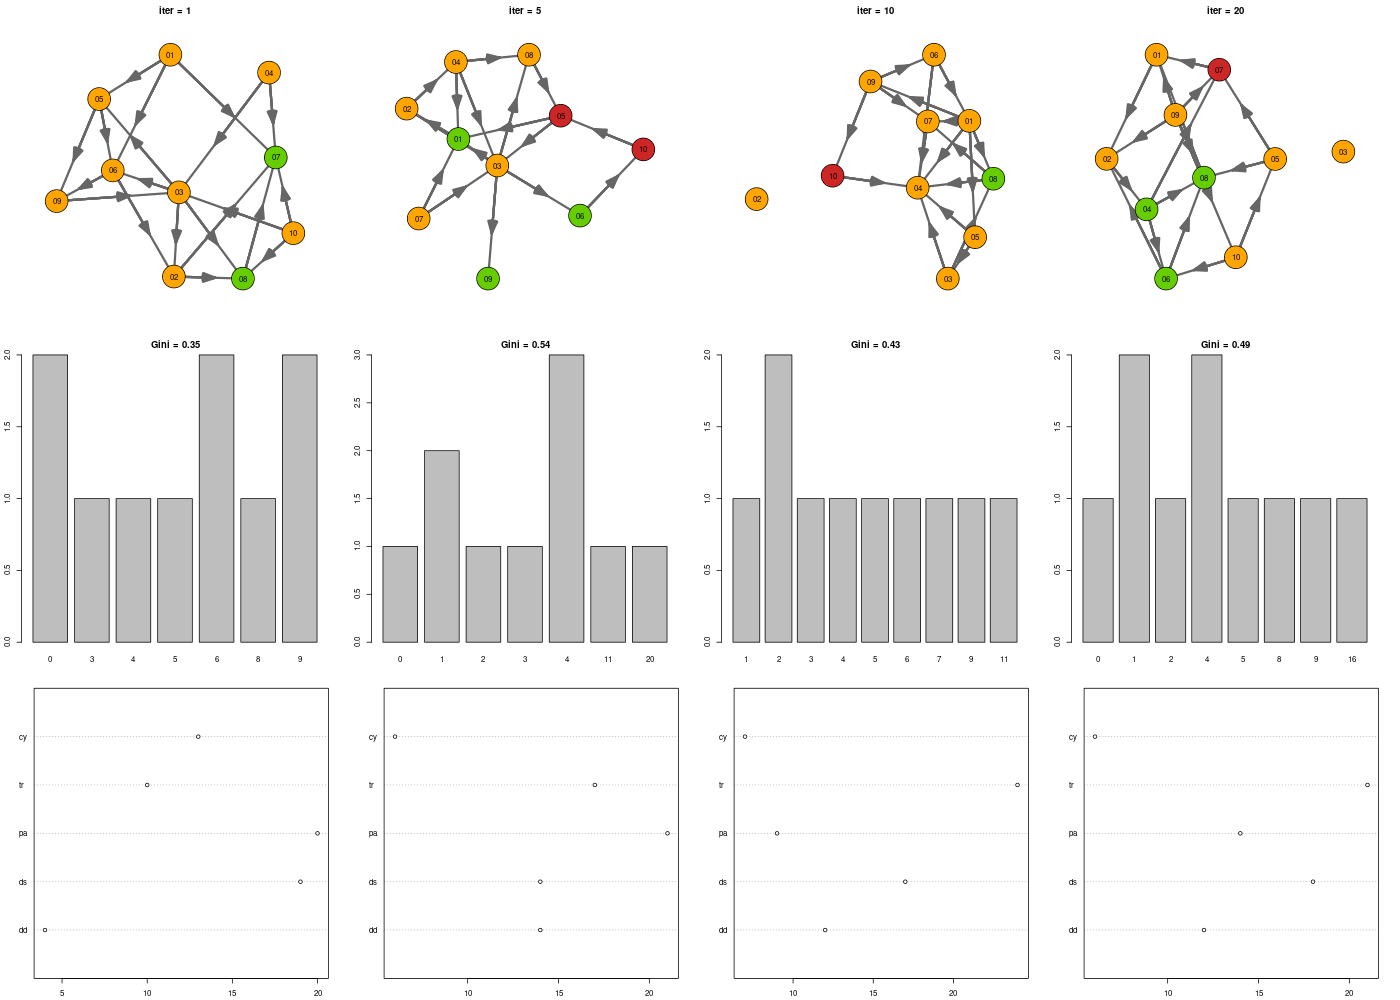 iter = 1
iter = 5
iter = 10
iter = 20
01
04
05
07
06
03
09
10
02
08
04
08
02
05
01
10
03
07
06
09
06
09
07
01
10
08
04
02
05
03
01
07
09
03
02
05
08
04
10
06
Gini = 0.35
Gini = 0.54
Gini = 0.43
Gini = 0.49
2.0
1.5
1.0
0.5
0.0
0 3 4 5 6 8 9
3.0
2.5
2.0
1.5
1.0
0.5
0.0
0 1 2 3 4 11 20
2.0
1.5
1.0
0.5
0.0
1 2 3 4 5 6 7 9 11
2.0
1.5
1.0
0.5
0.0
0 1 2 4 5 8 9 16
cy
tr
pa
ds
dd
5 10 15 20
cy
tr
pa
ds
dd
10 15 20
cy
tr
pa
ds
dd
10 15 20
cy
tr
pa
ds
dd
10 15 20